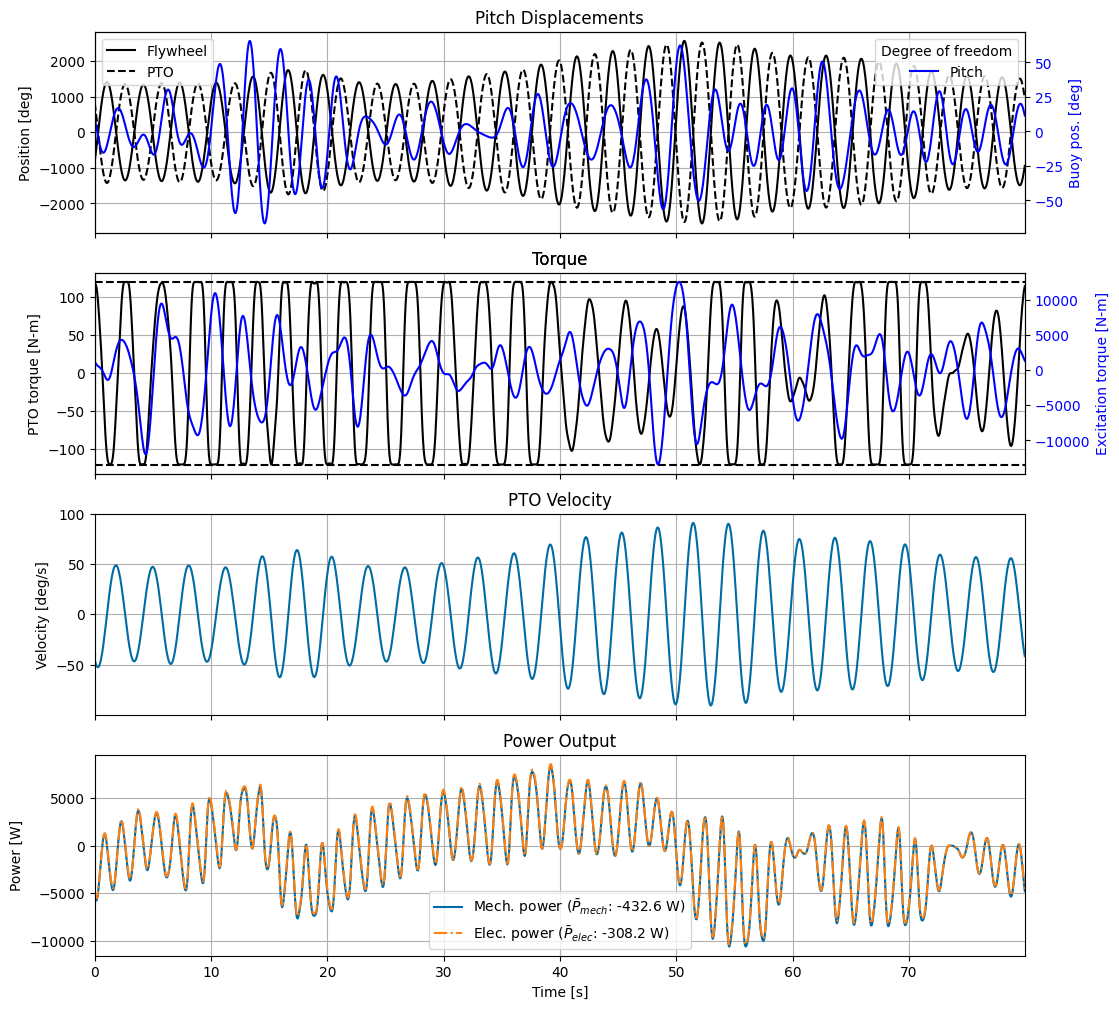 Pitch Displacements
Flywheel
PTO
Degree of freedom
Pitch
2000
1000
0
−1000
−2000
Position [deg]
50
25
0
−25
−50
Buoy pos. [deg]
Torque
100
50
0
−50
−100
PTO torque [N-m]
10000
5000
0
−5000
−10000
Excitation torque [N-m]
PTO Velocity
100
50
0
−50
Velocity [deg/s]
Power Output
5000
0
−5000
−10000
Power [W]
Mech. power (P̄mech: -432.6 W)
Elec. power (P̄elec: -308.2 W)
0 10 20 30 40 50 60 70
Time [s]